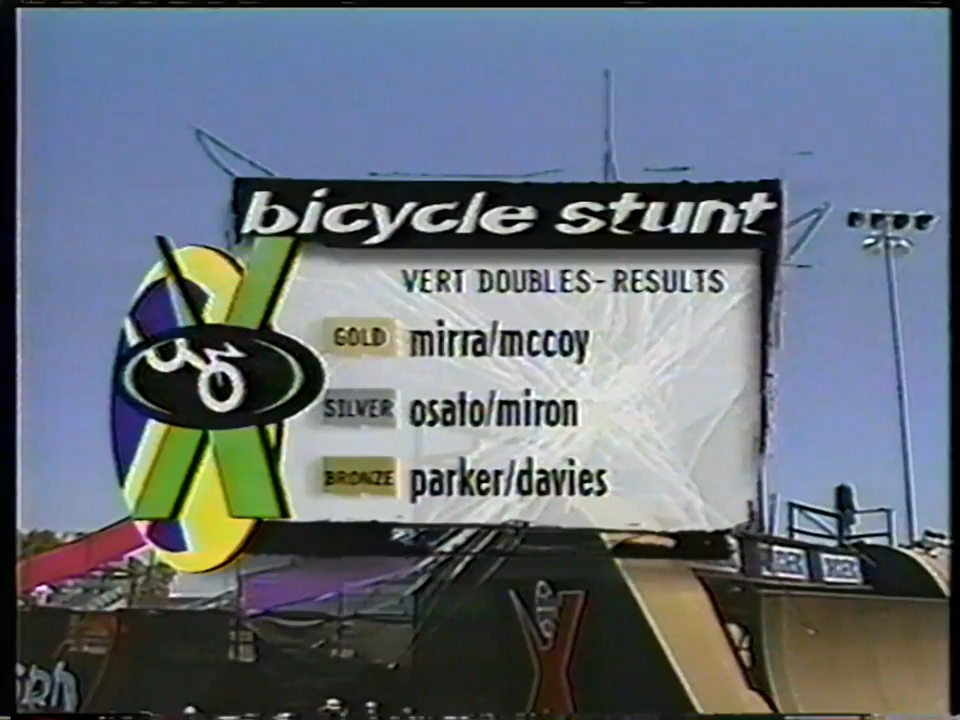 bicycle stunt
VERT DOUBLES-RESULTS
GOLD mirra/mccoy
SILVER osato/miron
BRONZE parker/davies
X
X